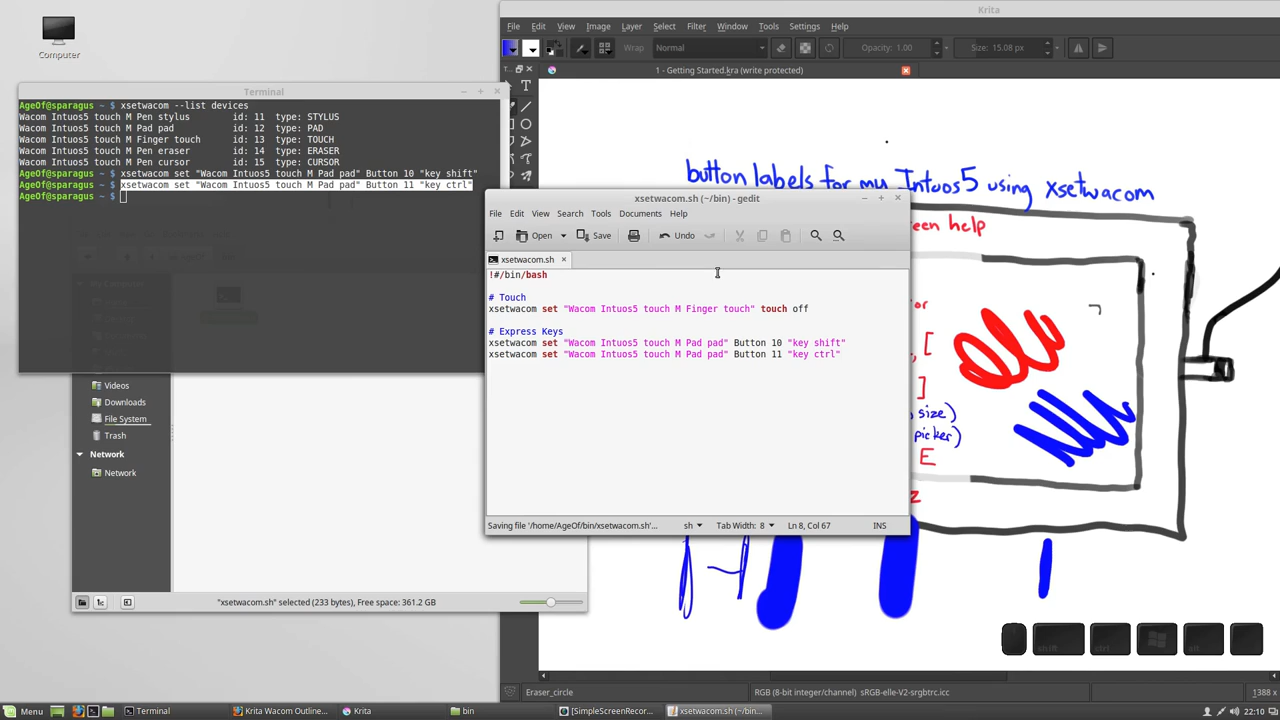 Computer
Terminal
AgeOf@sparagus ~ $ xsetwacom --list devices
Wacom Intuos5 touch M Pen stylus id: 11 type: STYLUS
Wacom Intuos5 touch M Pad pad id: 12 type: PAD
Wacom Intuos5 touch M Finger touch id: 13 type: TOUCH
Wacom Intuos5 touch M Pen eraser id: 14 type: ERASER
Wacom Intuos5 touch M Pen cursor id: 15 type: CURSOR
AgeOf@sparagus ~ $ xsetwacom set "Wacom Intuos5 touch M Pad pad" Button 10 "key shift"
AgeOf@sparagus ~ $ xsetwacom set "Wacom Intuos5 touch M Pad pad" Button 11 "key ctrl"
AgeOf@sparagus ~ $
Videos
Downloads
File System
Trash
Network
Network
"xsetwacom.sh" selected (233 bytes), Free space: 361.2 GB
Krita
File Edit View Image Layer Select Filter Window Tools Settings Help
Wrap Normal Opacity: 1.00 Size: 15.08 px
1 - Getting Started.kra (write protected)
button labels for my Intuos5 using xsetwacom
een help
or
, [
]
, size)
picker)
E
z
xsetwacom.sh (~/bin) - gedit
File Edit View Search Tools Documents Help
Open Save Undo
xsetwacom.sh
!#/bin/bash
# Touch
xsetwacom set "Wacom Intuos5 touch M Finger touch" touch off
# Express Keys
xsetwacom set "Wacom Intuos5 touch M Pad pad" Button 10 "key shift"
xsetwacom set "Wacom Intuos5 touch M Pad pad" Button 11 "key ctrl"
Saving file '/home/AgeOf/bin/xsetwacom.sh'... sh Tab Width: 8 Ln 8, Col 67 INS
shift ctrl alt
Eraser_circle RGB (8-bit integer/channel) sRGB-elle-V2-srgbtrc.icc 1388 x
Menu Terminal Krita Wacom Outline... Krita bin [SimpleScreenRecor... xsetwacom.sh (~/bin... 22:10